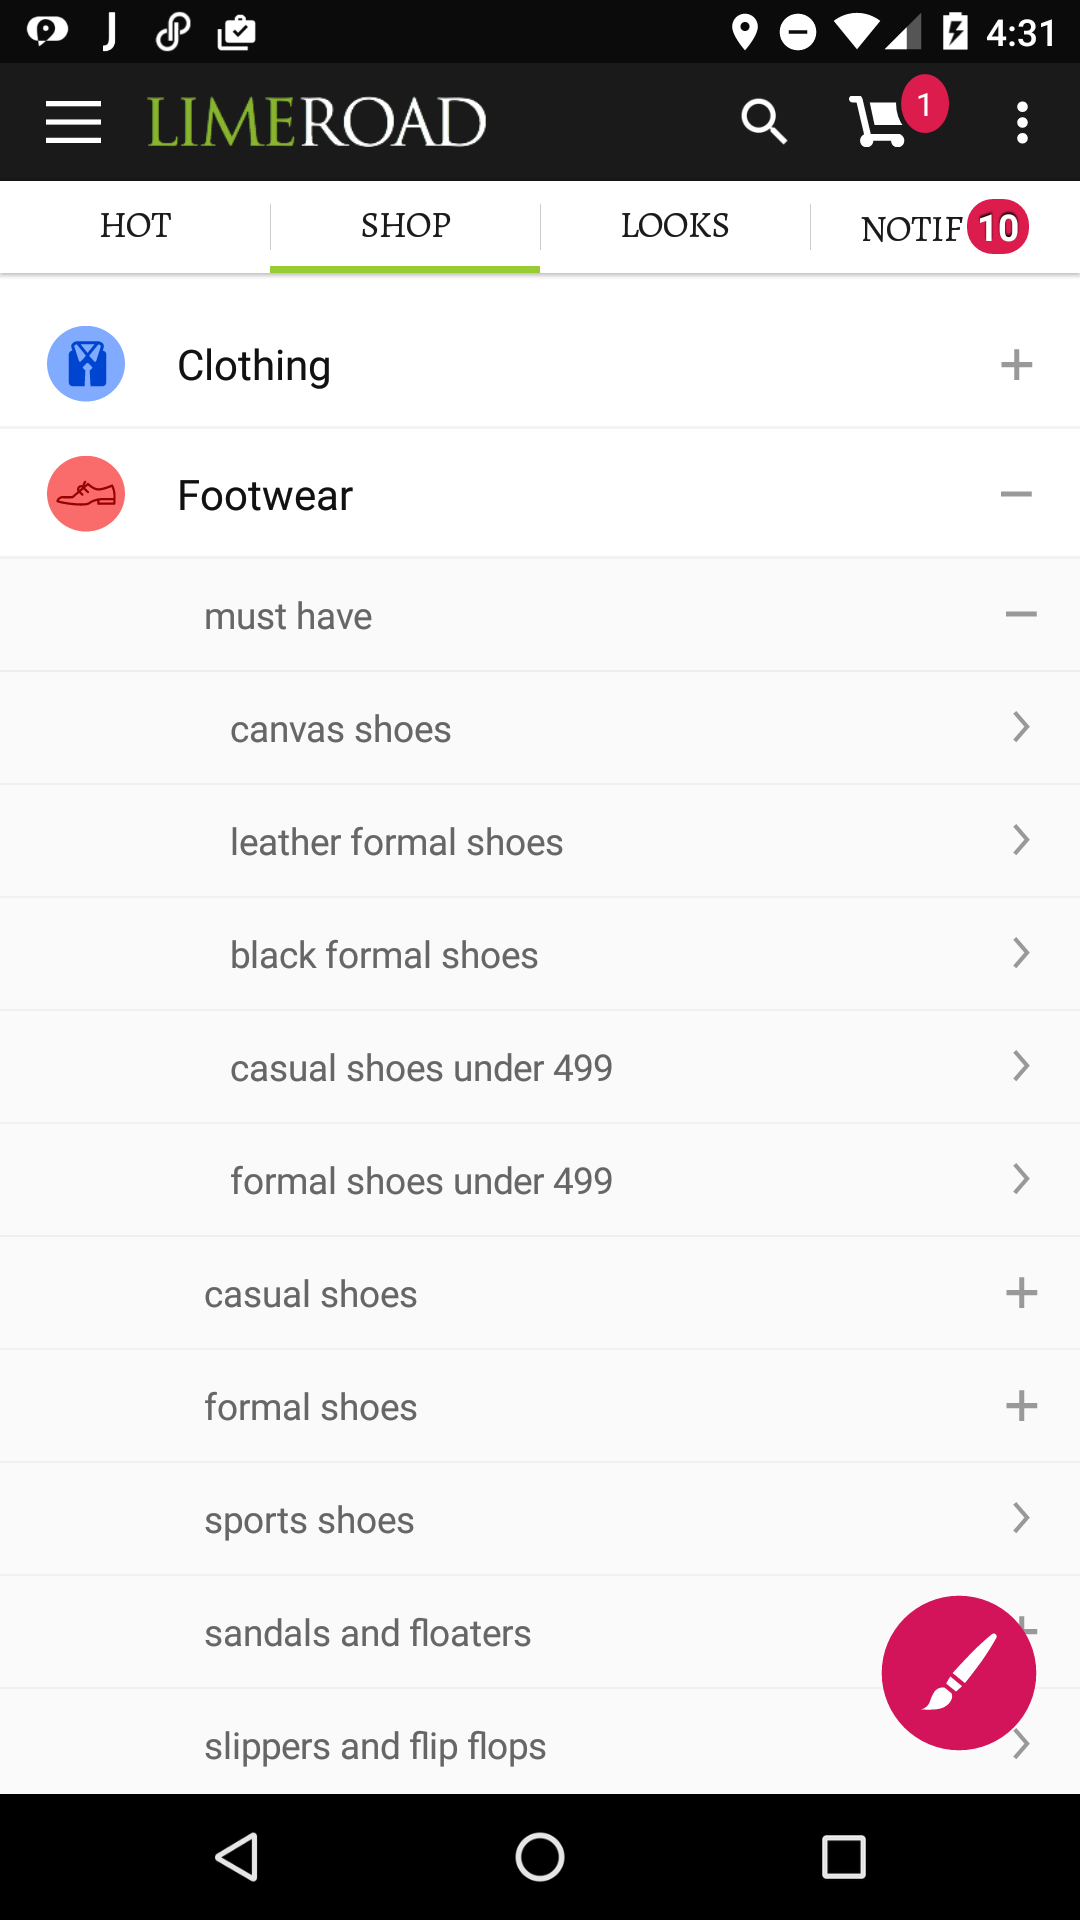 4:31
LIMEROAD
1
HOT
SHOP
LOOKS
NOTIF 10
Clothing
Footwear
must have
canvas shoes
leather formal shoes
black formal shoes
casual shoes under 499
formal shoes under 499
casual shoes
formal shoes
sports shoes
sandals and floaters
slippers and flip flops